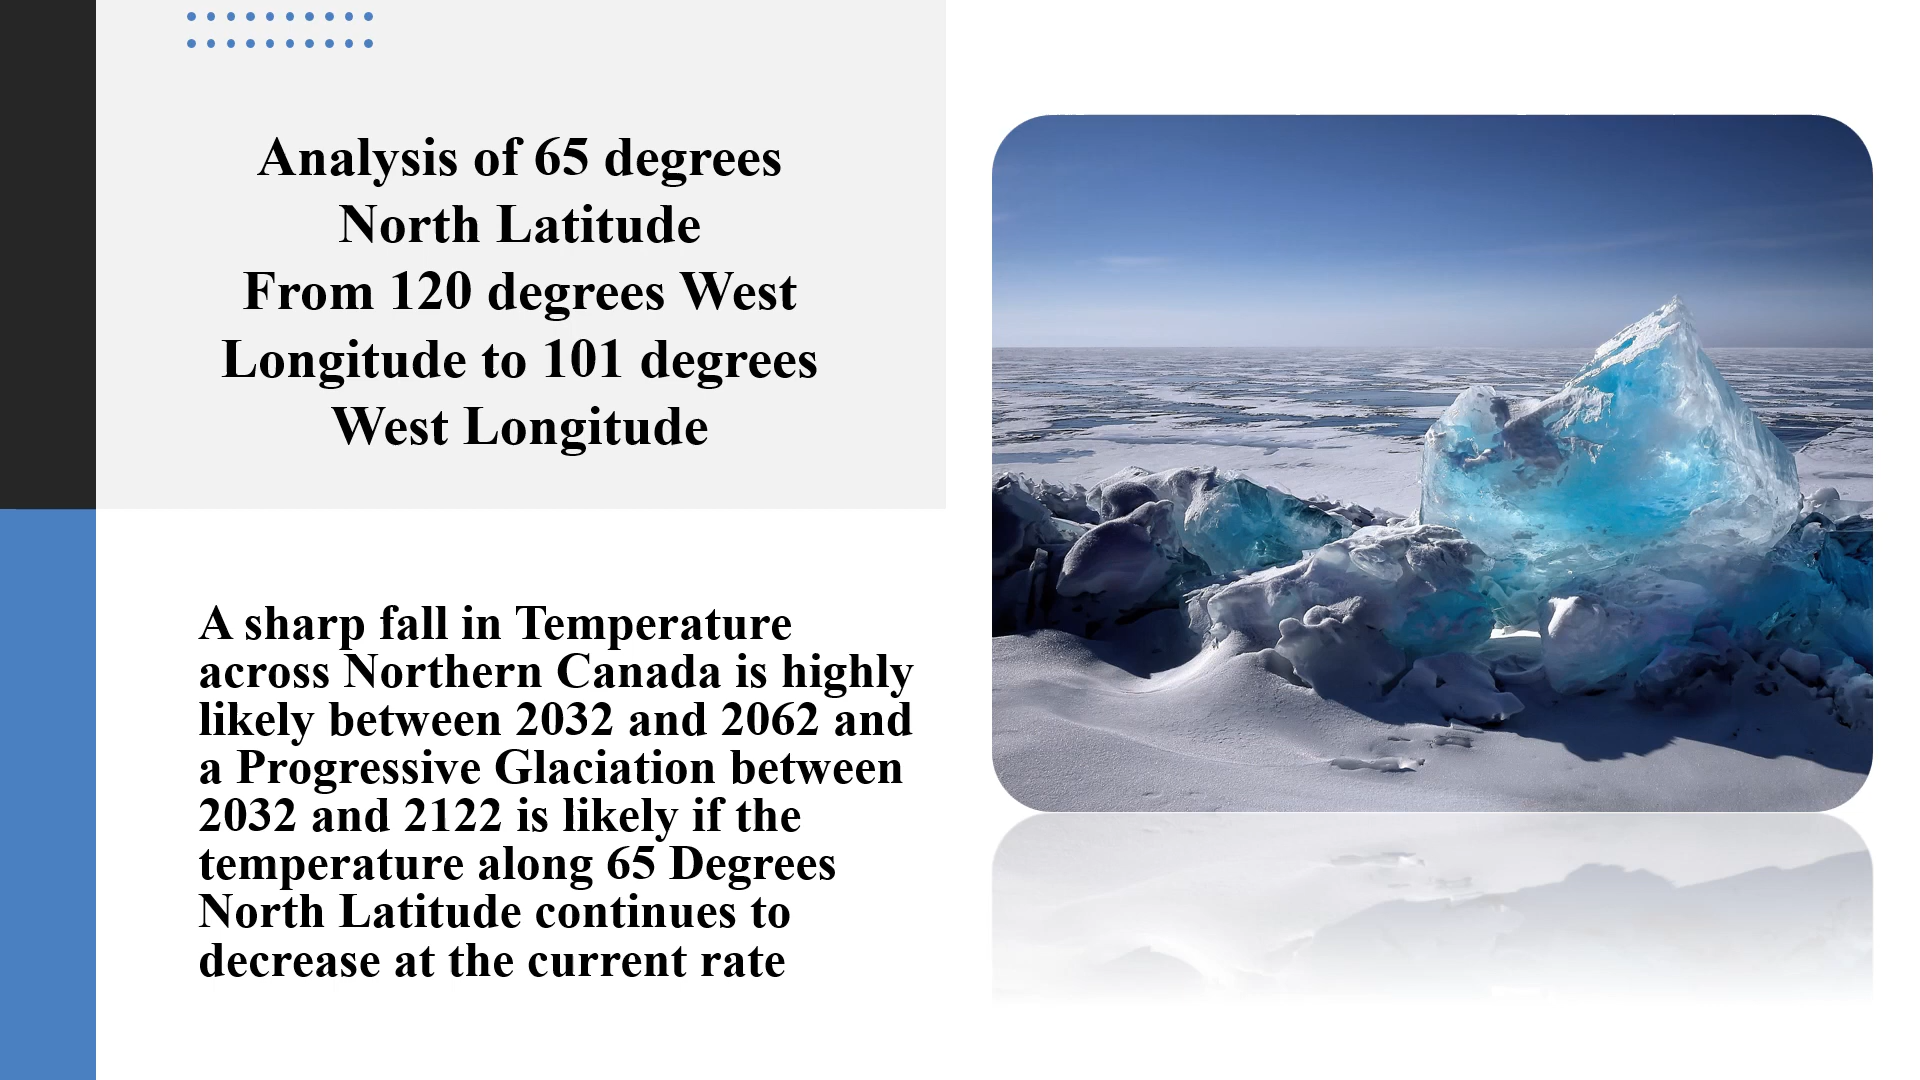 Analysis of 65 degrees
North Latitude
From 120 degrees West
Longitude to 101 degrees
West Longitude
A sharp fall in Temperature
across Northern Canada is highly
likely between 2032 and 2062 and
a Progressive Glaciation between
2032 and 2122 is likely if the
temperature along 65 Degrees
North Latitude continues to
decrease at the current rate